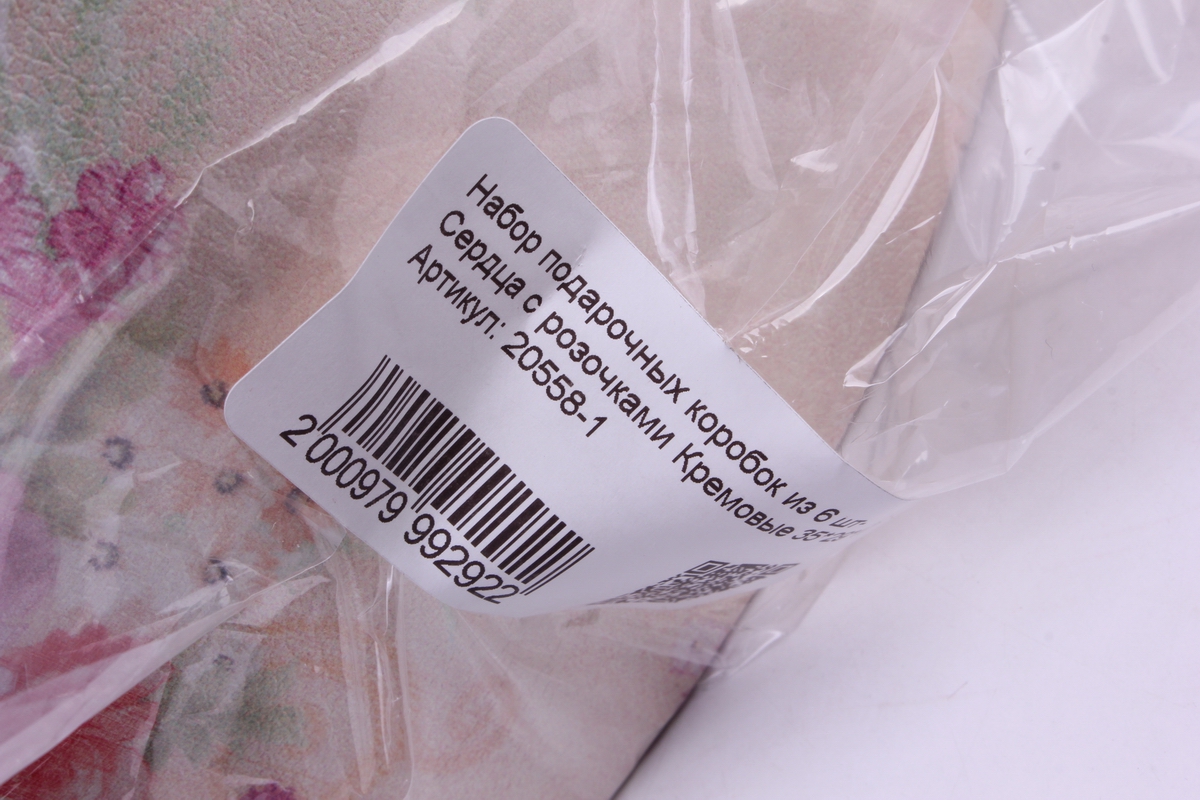 Набор подарочных коробок из 6 шт
Сердца с розочками Кремовые
Артикул: 20558-1
2 000979 992922